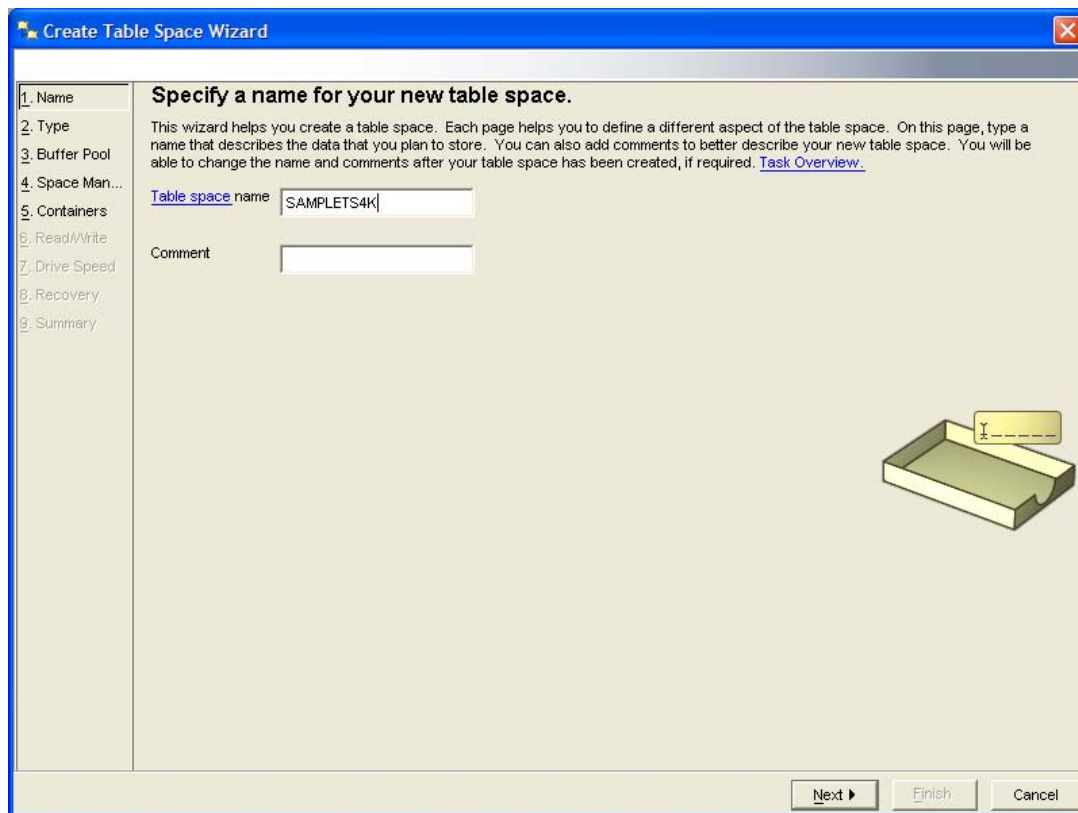 Create Table Space Wizard
1. Name
2. Type
3. Buffer Pool
4. Space Man...
5. Containers
6. Read/Write
7. Drive Speed
8. Recovery
9. Summary
Specify a name for your new table space.
This wizard helps you create a table space. Each page helps you to define a different aspect of the table space. On this page, type a
name that describes the data that you plan to store. You can also add comments to better describe your new table space. You will be
able to change the name and comments after your table space has been created, if required. Task Overview.
Table space name SAMPLETS4K
Comment
Next
Finish
Cancel